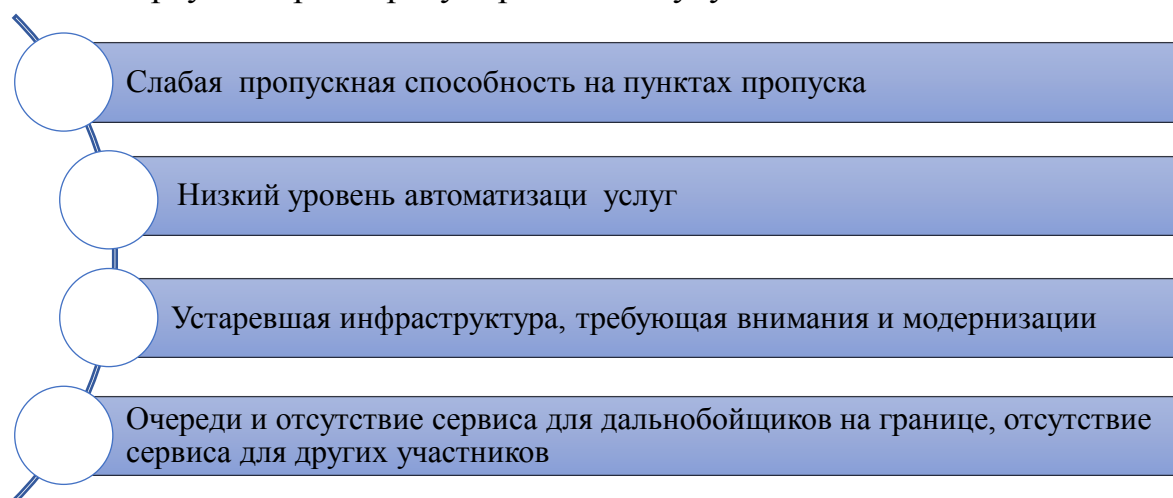 Слабая пропускная способность на пунктах пропуска
Низкий уровень автоматизаци услуг
Устаревшая инфраструктура, требующая внимания и модернизации
Очереди и отсутствие сервиса для дальнобойщиков на границе, отсутствие
сервиса для других участников